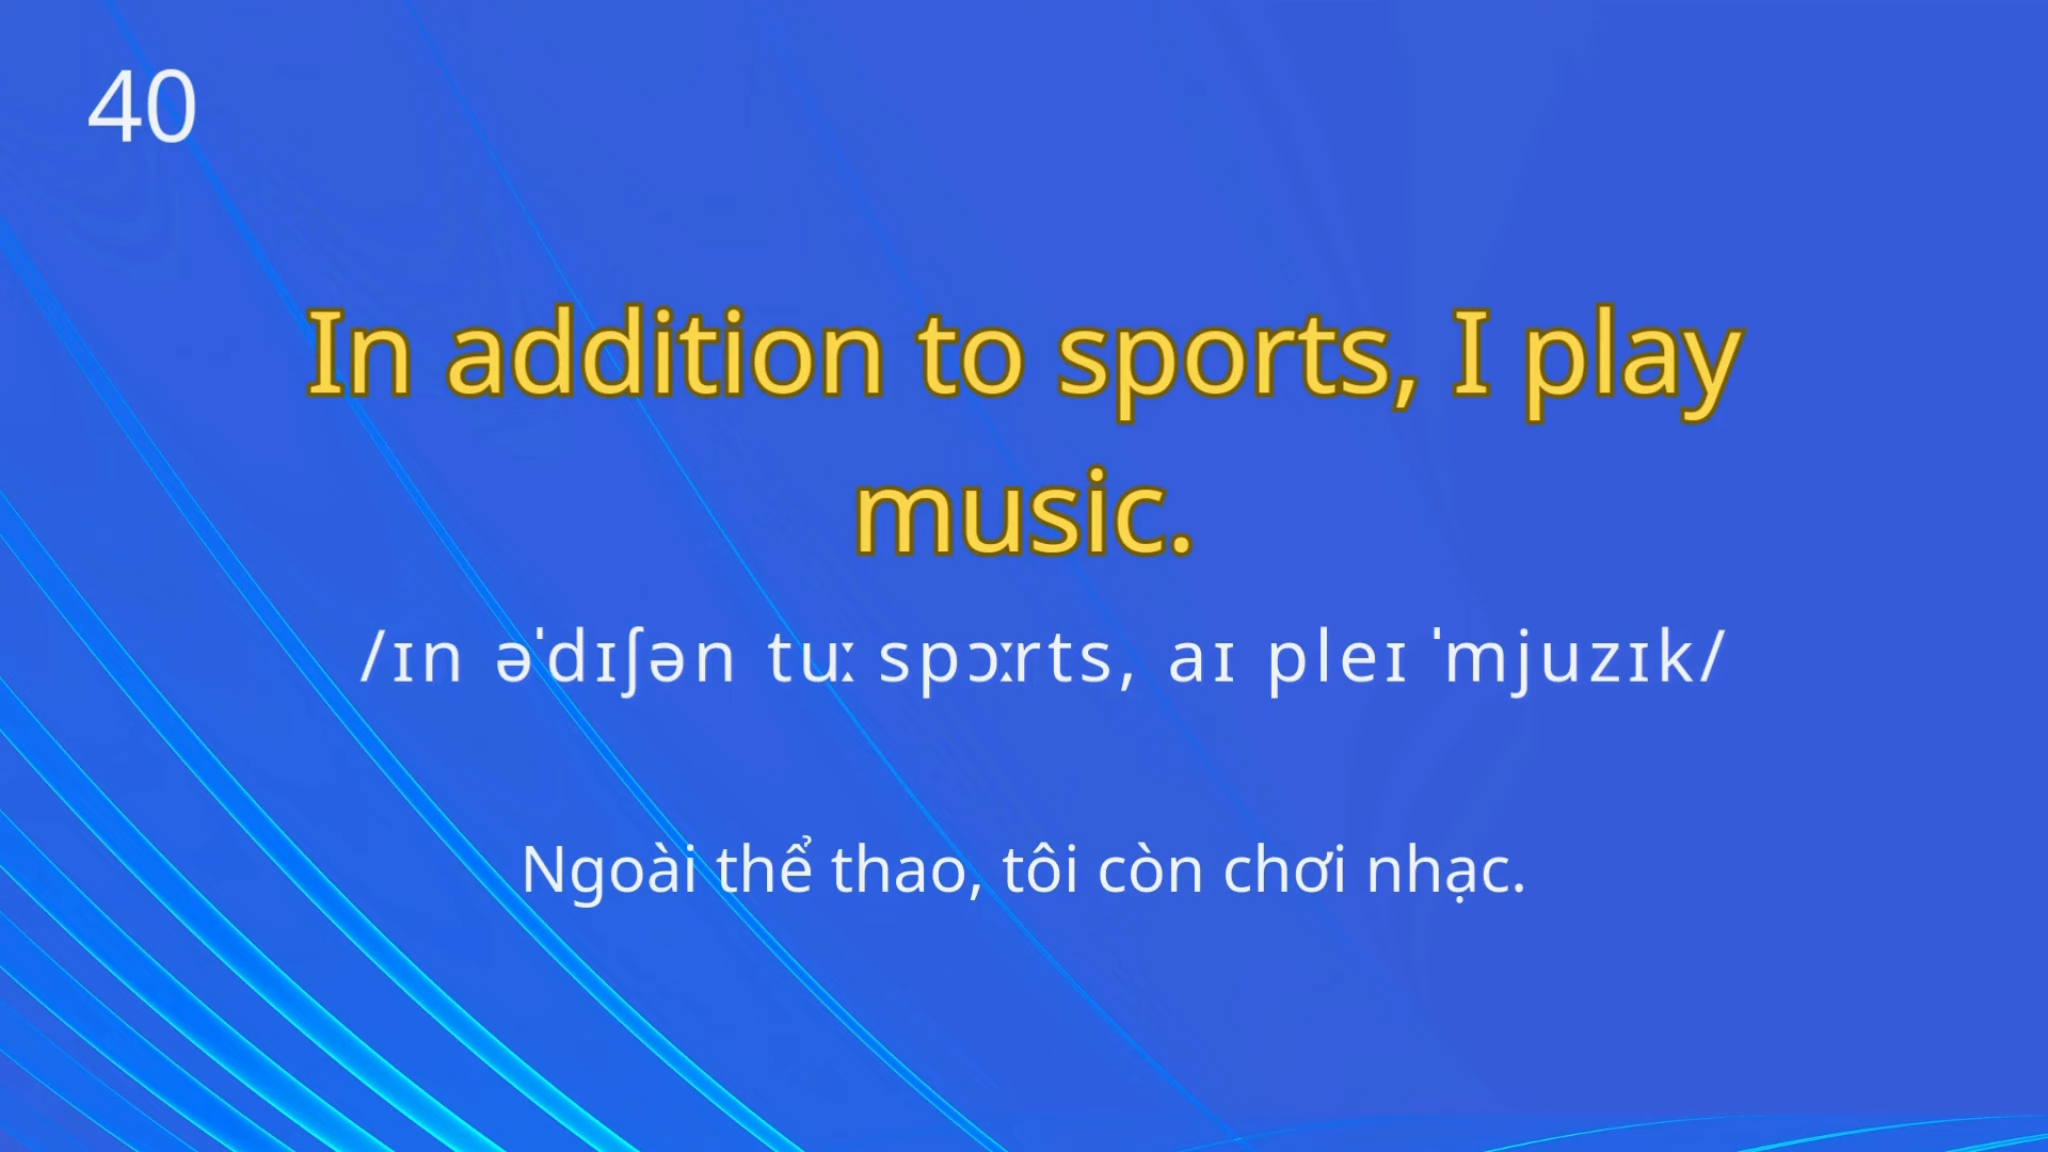 40
In addition to sports, I play
music.
/ɪn əˈdɪʃən tuː spɔːrts, aɪ pleɪ ˈmjuzɪk/
Ngoài thể thao, tôi còn chơi nhạc.